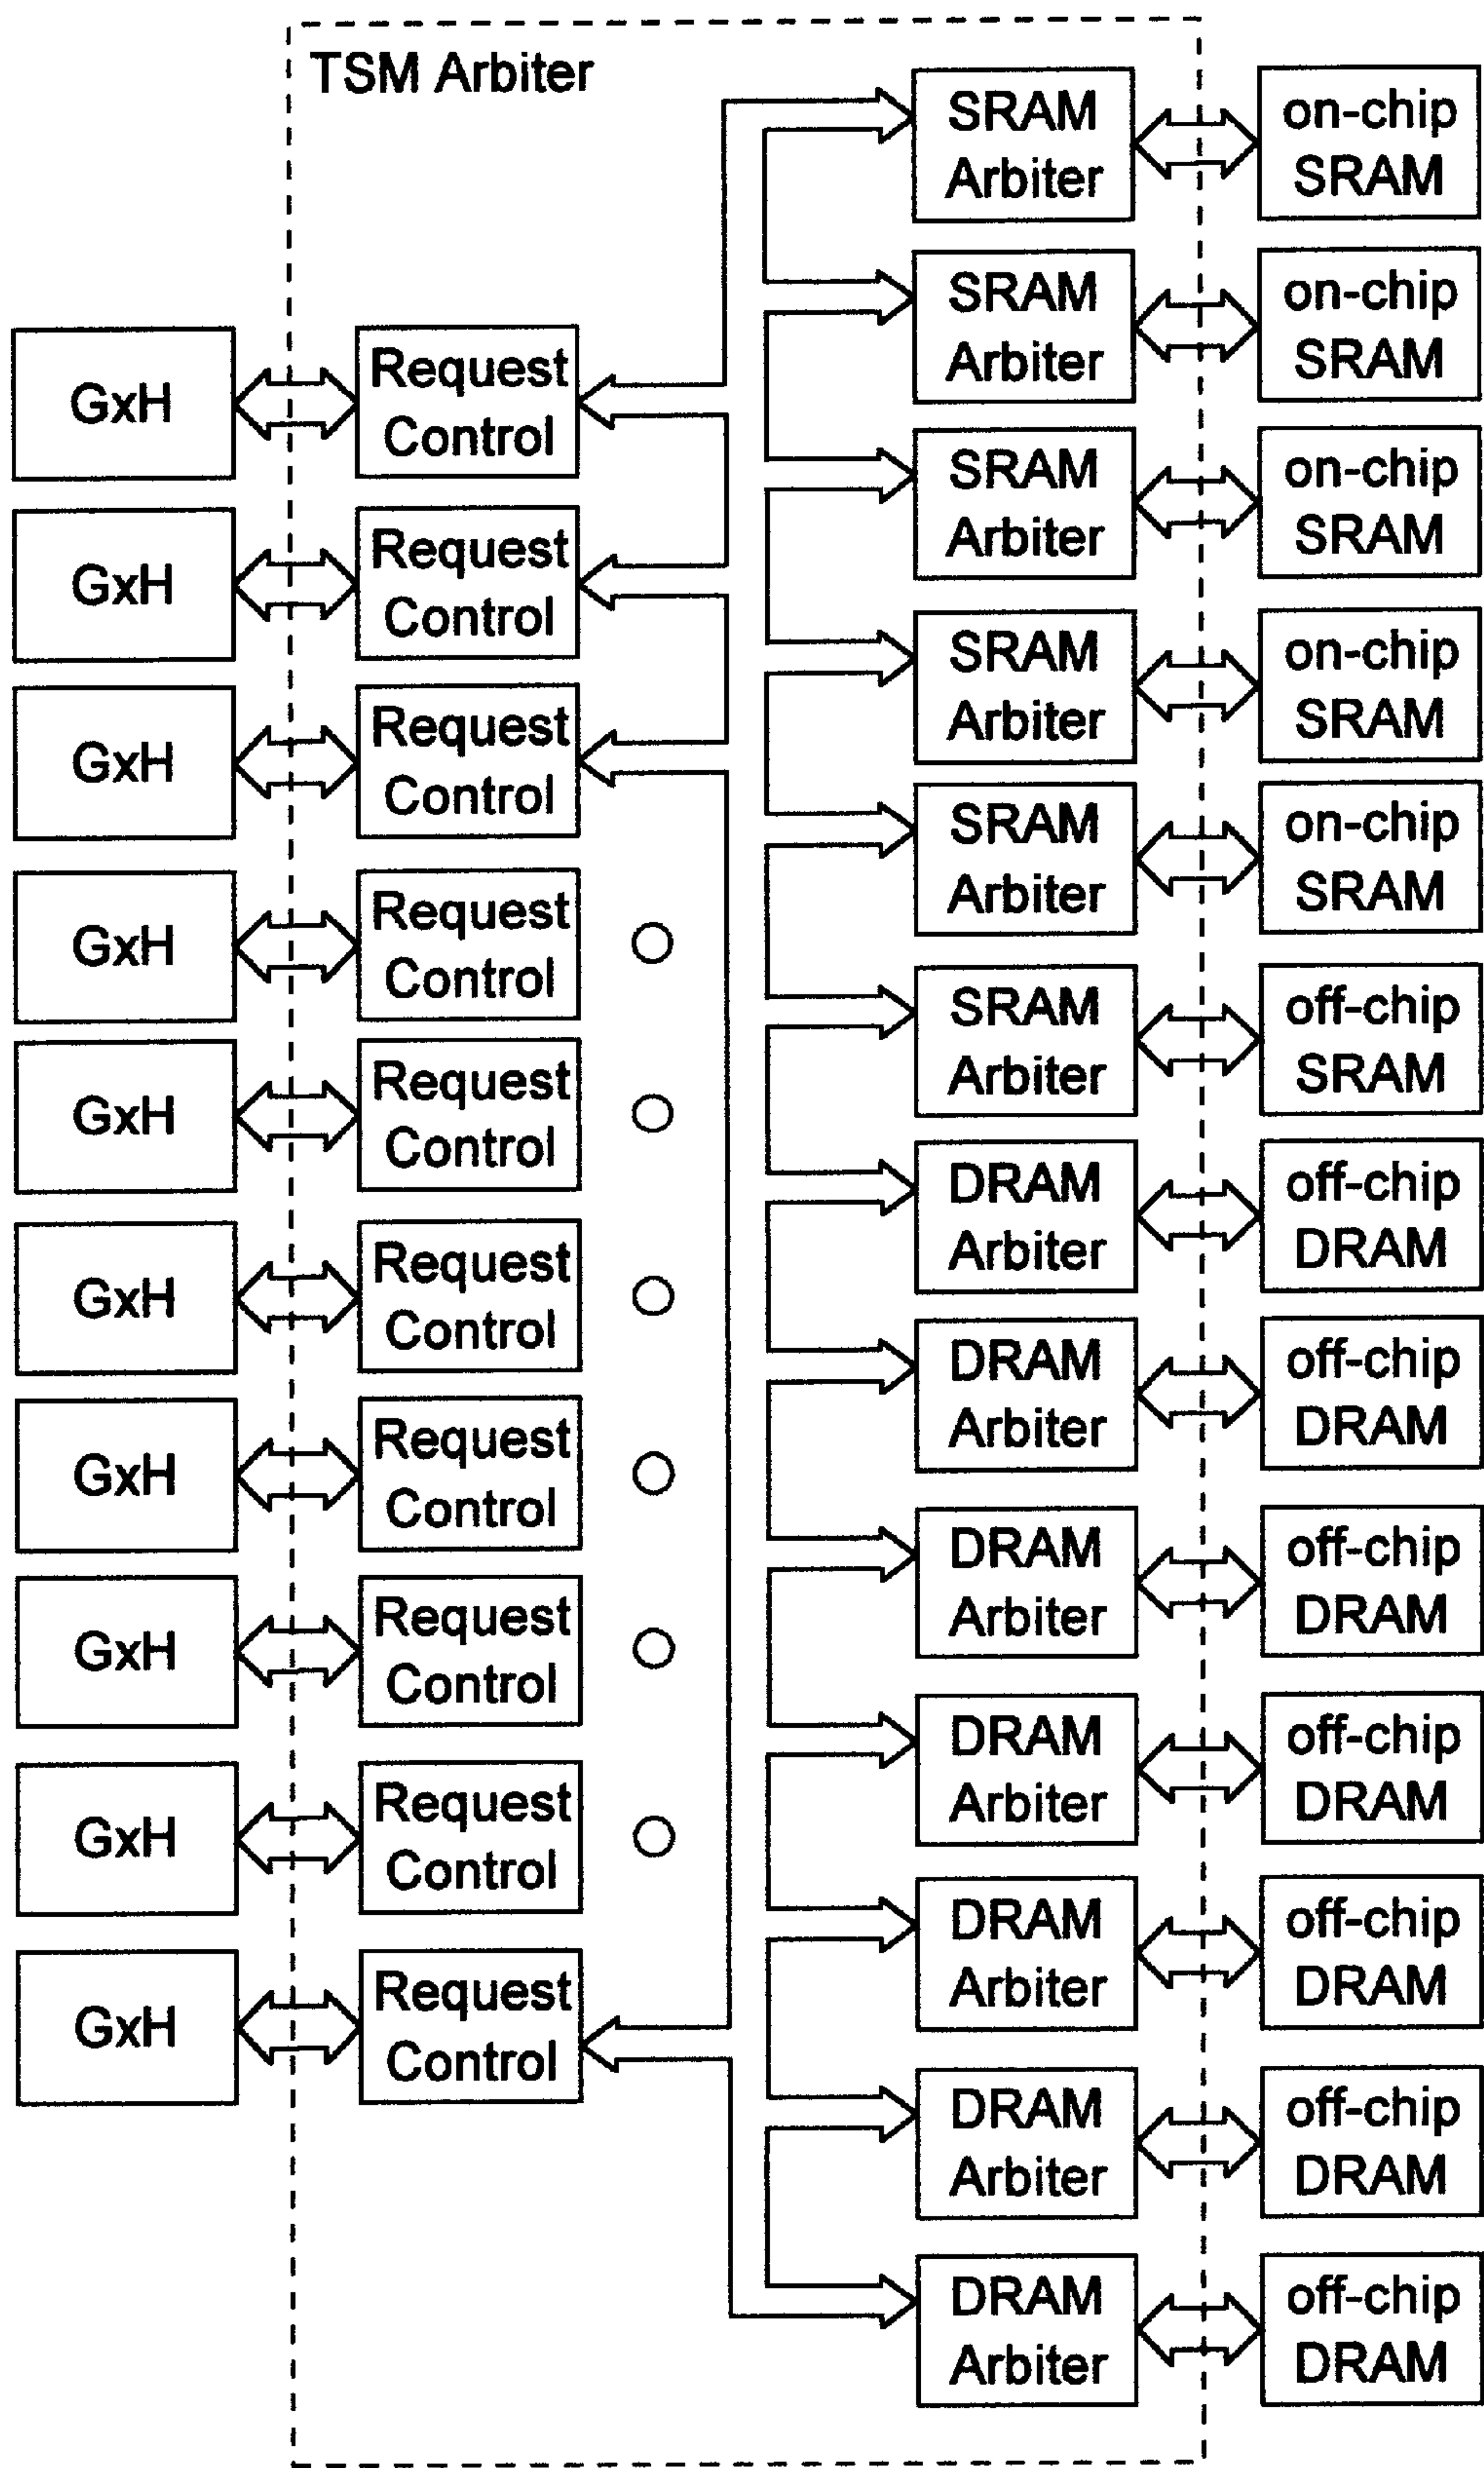 TSM Arbiter
GxH
GxH
GxH
GxH
GxH
GxH
GxH
GxH
GxH
GxH
Request
Control
Request
Control
Request
Control
Request
Control
Request
Control
Request
Control
Request
Control
Request
Control
Request
Control
Request
Control
SRAM
Arbiter
SRAM
Arbiter
SRAM
Arbiter
SRAM
Arbiter
SRAM
Arbiter
SRAM
Arbiter
DRAM
Arbiter
DRAM
Arbiter
DRAM
Arbiter
DRAM
Arbiter
DRAM
Arbiter
DRAM
Arbiter
DRAM
Arbiter
on-chip
SRAM
on-chip
SRAM
on-chip
SRAM
on-chip
SRAM
on-chip
SRAM
off-chip
SRAM
off-chip
DRAM
off-chip
DRAM
off-chip
DRAM
off-chip
DRAM
off-chip
DRAM
off-chip
DRAM
off-chip
DRAM